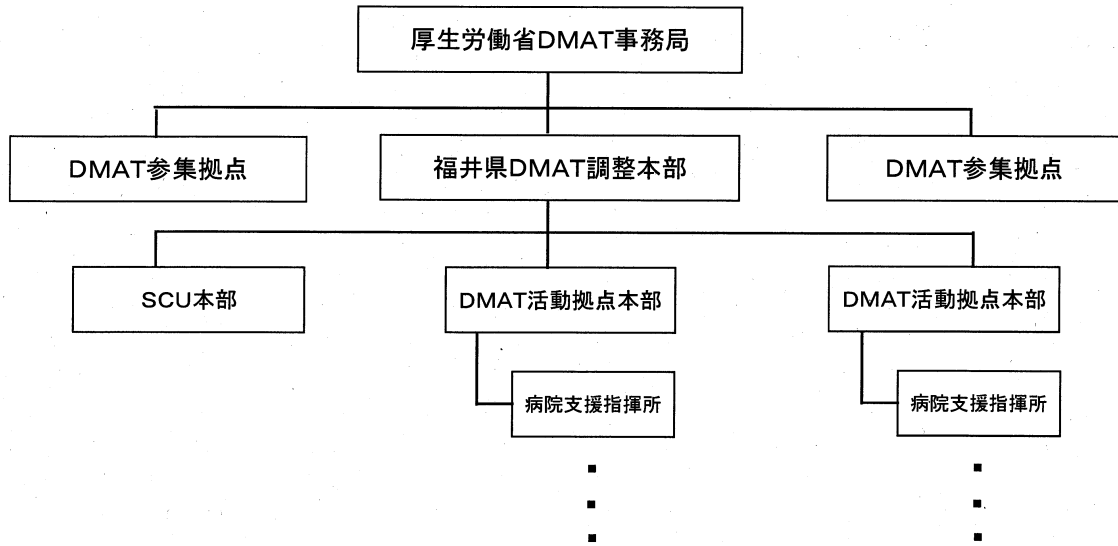 厚生労働省DMAT事務局
DMAT参集拠点
福井県DMAT調整本部
DMAT参集拠点
SCU本部
DMAT活動拠点本部
DMAT活動拠点本部
病院支援指揮所
病院支援指揮所